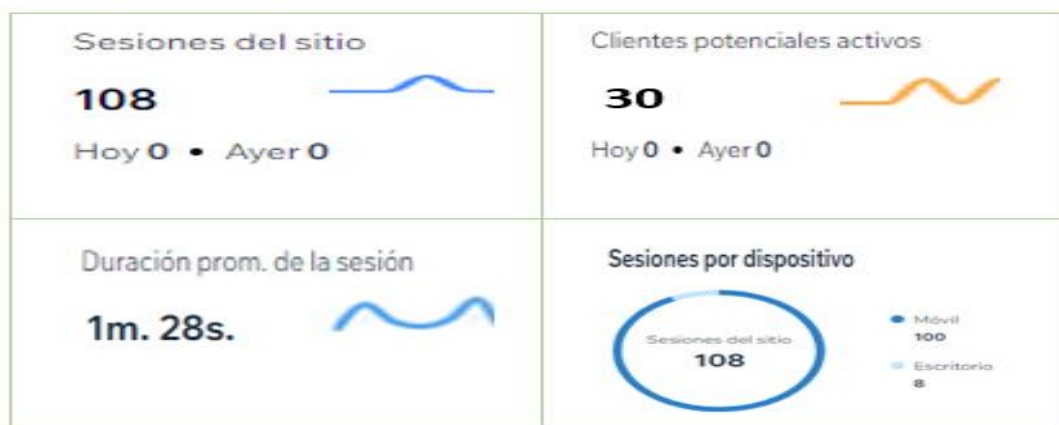 Sesiones del sitio
108
Hoy 0 • Ayer 0
Clientes potenciales activos
30
Hoy 0 • Ayer 0
Duración prom. de la sesión
1m. 28s.
Sesiones por dispositivo
Sesiones del sitio
108
Móvil
100
Escritorio
8